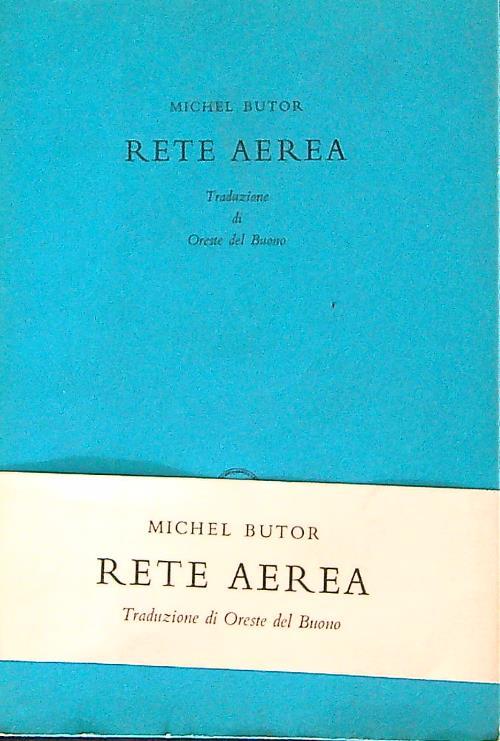 MICHEL BUTOR
RETE AEREA
Traduzione
di
Oreste del Buono
MICHEL BUTOR
RETE AEREA
Traduzione di Oreste del Buono